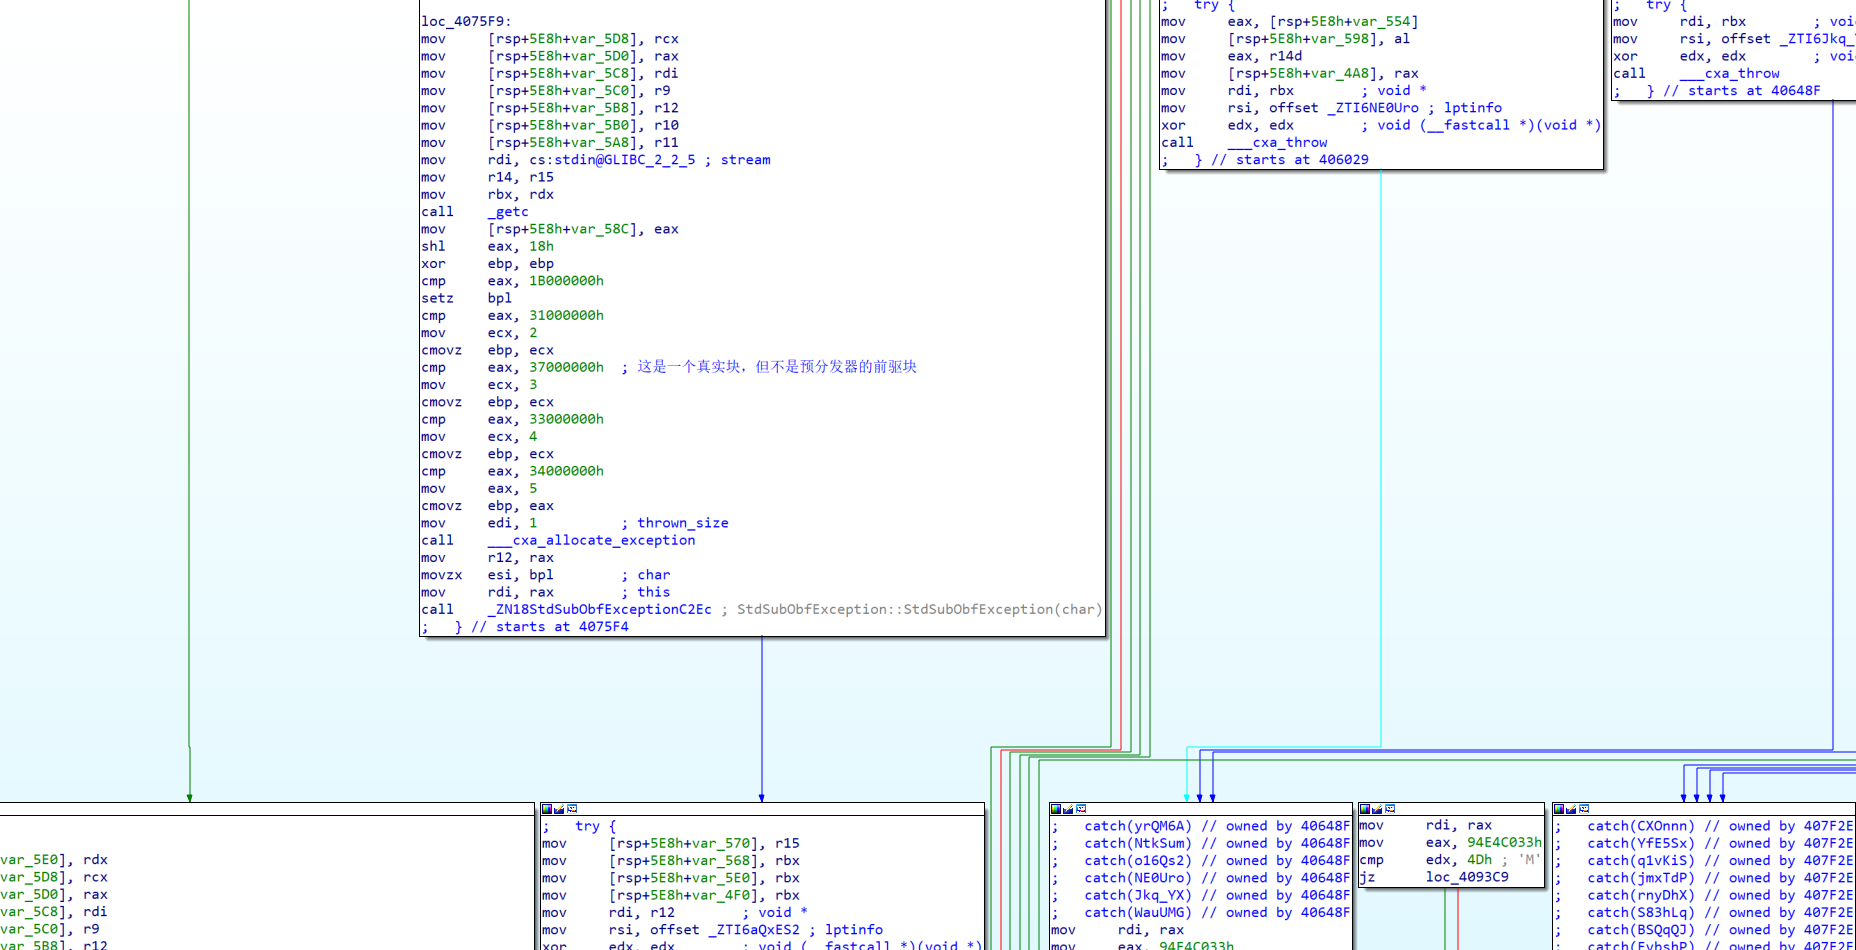 loc_4075F9:
mov [rsp+5E8h+var_5D8], rcx
mov [rsp+5E8h+var_5D0], rax
mov [rsp+5E8h+var_5C8], rdi
mov [rsp+5E8h+var_5C0], r9
mov [rsp+5E8h+var_5B8], r12
mov [rsp+5E8h+var_5B0], r10
mov [rsp+5E8h+var_5A8], r11
mov rdi, cs:stdin@GLIBC_2_2_5 ; stream
mov r14, r15
mov rbx, rdx
call _getc
mov [rsp+5E8h+var_58C], eax
shl eax, 18h
xor ebp, ebp
cmp eax, 1B000000h
setz bpl
cmp eax, 31000000h
mov ecx, 2
cmovz ebp, ecx
cmp eax, 37000000h ; 这是一个真实块，但不是预分发器的前驱块
mov ecx, 3
cmovz ebp, ecx
cmp eax, 33000000h
mov ecx, 4
cmovz ebp, ecx
cmp eax, 34000000h
mov eax, 5
cmovz ebp, eax
mov edi, 1 ; thrown_size
call ___cxa_allocate_exception
mov r12, rax
movzx esi, bpl ; char
mov rdi, rax ; this
call _ZN18StdSubObfExceptionC2Ec ; StdSubObfException::StdSubObfException(char)
; } // starts at 4075F4
; try {
mov eax, [rsp+5E8h+var_554]
mov [rsp+5E8h+var_598], al
mov eax, r14d
mov [rsp+5E8h+var_4A8], rax
mov rdi, rbx ; void *
mov rsi, offset _ZTI6NE0Uro ; lptinfo
xor edx, edx ; void (__fastcall *)(void *)
call ___cxa_throw
; } // starts at 406029
; try {
mov rdi, rbx ; voi
mov rsi, offset _ZTI6Jkq_
xor edx, edx ; voi
call ___cxa_throw
; } // starts at 40648F
var_5E0], rdx
var_5D8], rcx
var_5D0], rax
var_5C8], rdi
var_5C0], r9
var_5B8], r12
; try {
mov [rsp+5E8h+var_570], r15
mov [rsp+5E8h+var_568], rbx
mov [rsp+5E8h+var_5E0], rbx
mov [rsp+5E8h+var_4F0], rbx
mov rdi, r12 ; void *
mov rsi, offset _ZTI6aQxES2 ; lptinfo
xor edx, edx ; void (__fastcall *)(void *)
; catch(yrQM6A) // owned by 40648F
; catch(NtkSum) // owned by 40648F
; catch(o16Qs2) // owned by 40648F
; catch(NE0Uro) // owned by 40648F
; catch(Jkq_YX) // owned by 40648F
; catch(WauUMG) // owned by 40648F
mov rdi, rax
mov eax, 94E4C033h
mov rdi, rax
mov eax, 94E4C033h
cmp edx, 4Dh ; 'M'
jz loc_4093C9
; catch(CXOnnn) // owned by 407F2E
; catch(YfE5Sx) // owned by 407F2E
; catch(q1vKiS) // owned by 407F2E
; catch(jmxTdP) // owned by 407F2E
; catch(rnyDhX) // owned by 407F2E
; catch(S83hLq) // owned by 407F2E
; catch(BSQqQJ) // owned by 407F2E
; catch(EvbshP) // owned by 407F2E